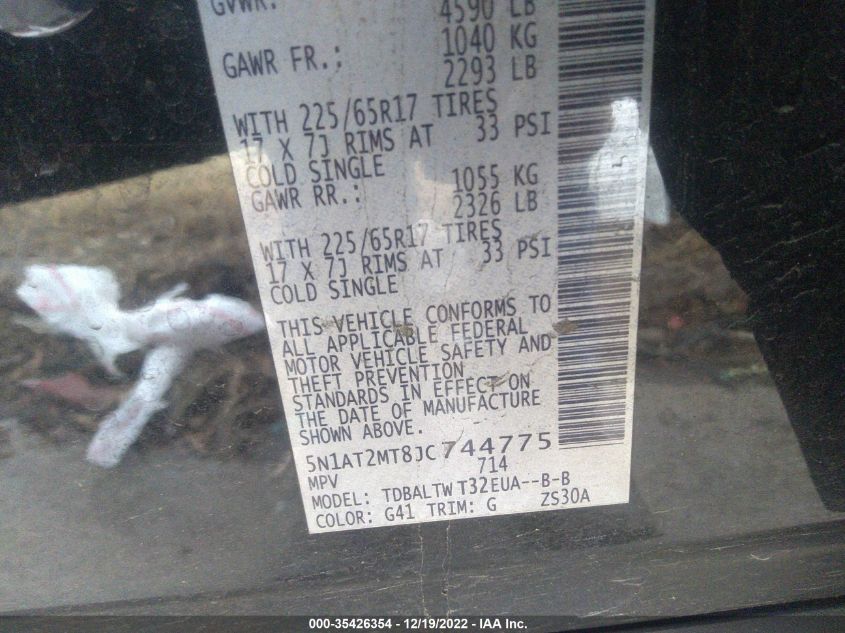 GVWR:
4590 LB
GAWR FR.: 1040 KG
2293 LB
WITH 225/65R17 TIRES
17 X 7J RIMS AT 33 PSI
COLD SINGLE
GAWR RR.: 1055 KG
2326 LB
WITH 225/65R17 TIRES
17 X 7J RIMS AT 33 PSI
COLD SINGLE
THIS VEHICLE CONFORMS TO
ALL APPLICABLE FEDERAL
MOTOR VEHICLE SAFETY AND
THEFT PREVENTION
STANDARDS IN EFFECT ON
THE DATE OF MANUFACTURE
SHOWN ABOVE.
5N1AT2MT8JC744775
MPV 714
MODEL: TDBALTW T32EUA--B-B
COLOR: G41 TRIM: G ZS30A
000-35426354 - 12/19/2022 - IAA Inc.